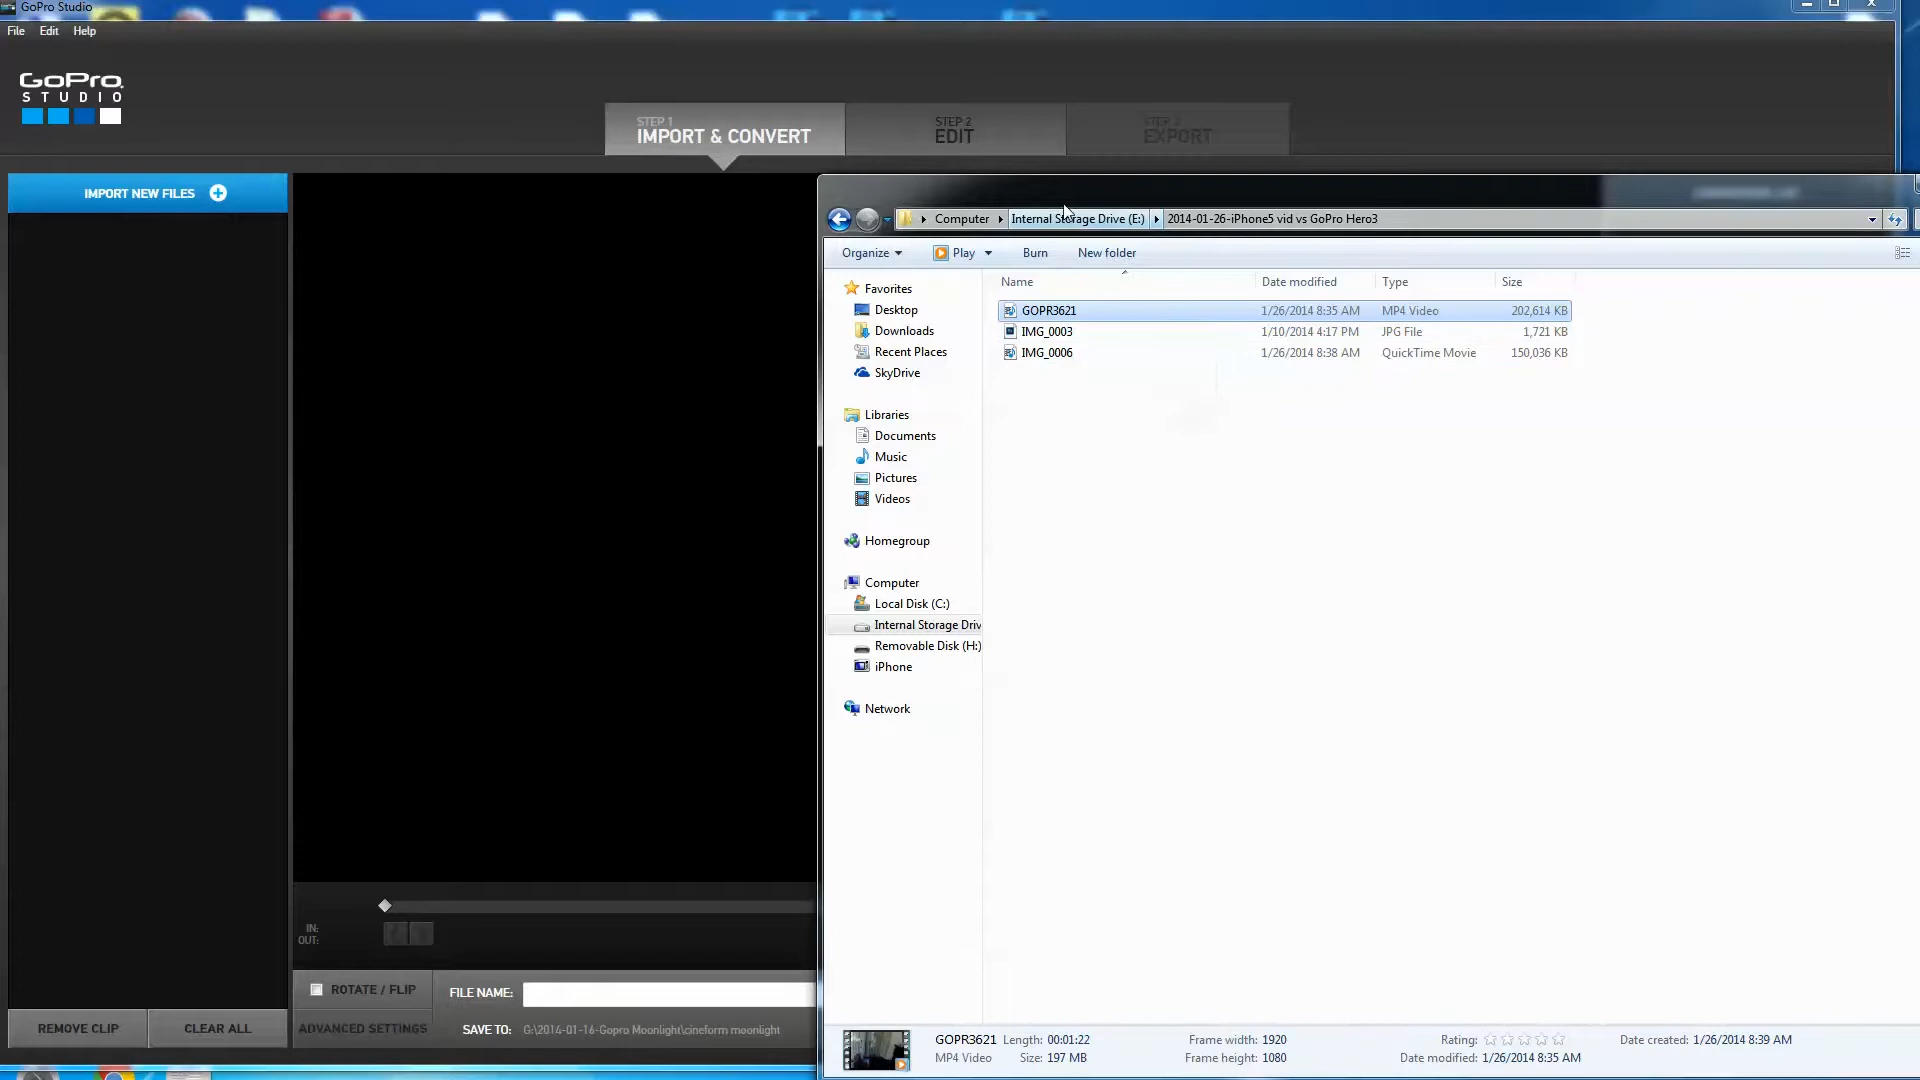 GoPro Studio
File Edit Help
GoPro
STUDIO
STEP 1
IMPORT & CONVERT
STEP 2
EDIT
EXPORT
IMPORT NEW FILES
Computer Internal Storage Drive (E:) 2014-01-26-iPhone5 vid vs GoPro Hero3
Organize Play Burn New folder
Name Date modified Type Size
GOPR3621 1/26/2014 8:35 AM MP4 Video 202,614 KB
IMG_0003 1/10/2014 4:17 PM JPG File 1,721 KB
IMG_0006 1/26/2014 8:38 AM QuickTime Movie 150,036 KB
Favorites
Desktop
Downloads
Recent Places
SkyDrive
Libraries
Documents
Music
Pictures
Videos
Homegroup
Computer
Local Disk (C:)
Internal Storage Driv
Removable Disk (H:)
iPhone
Network
IN:
OUT:
ROTATE / FLIP
FILE NAME:
REMOVE CLIP CLEAR ALL
ADVANCED SETTINGS
SAVE TO: G:\2014-01-16-Gopro Moonlight\cineform moonlight
GOPR3621 Length: 00:01:22 Frame width: 1920 Rating: Date created: 1/26/2014 8:39 AM
MP4 Video Size: 197 MB Frame height: 1080 Date modified: 1/26/2014 8:35 AM